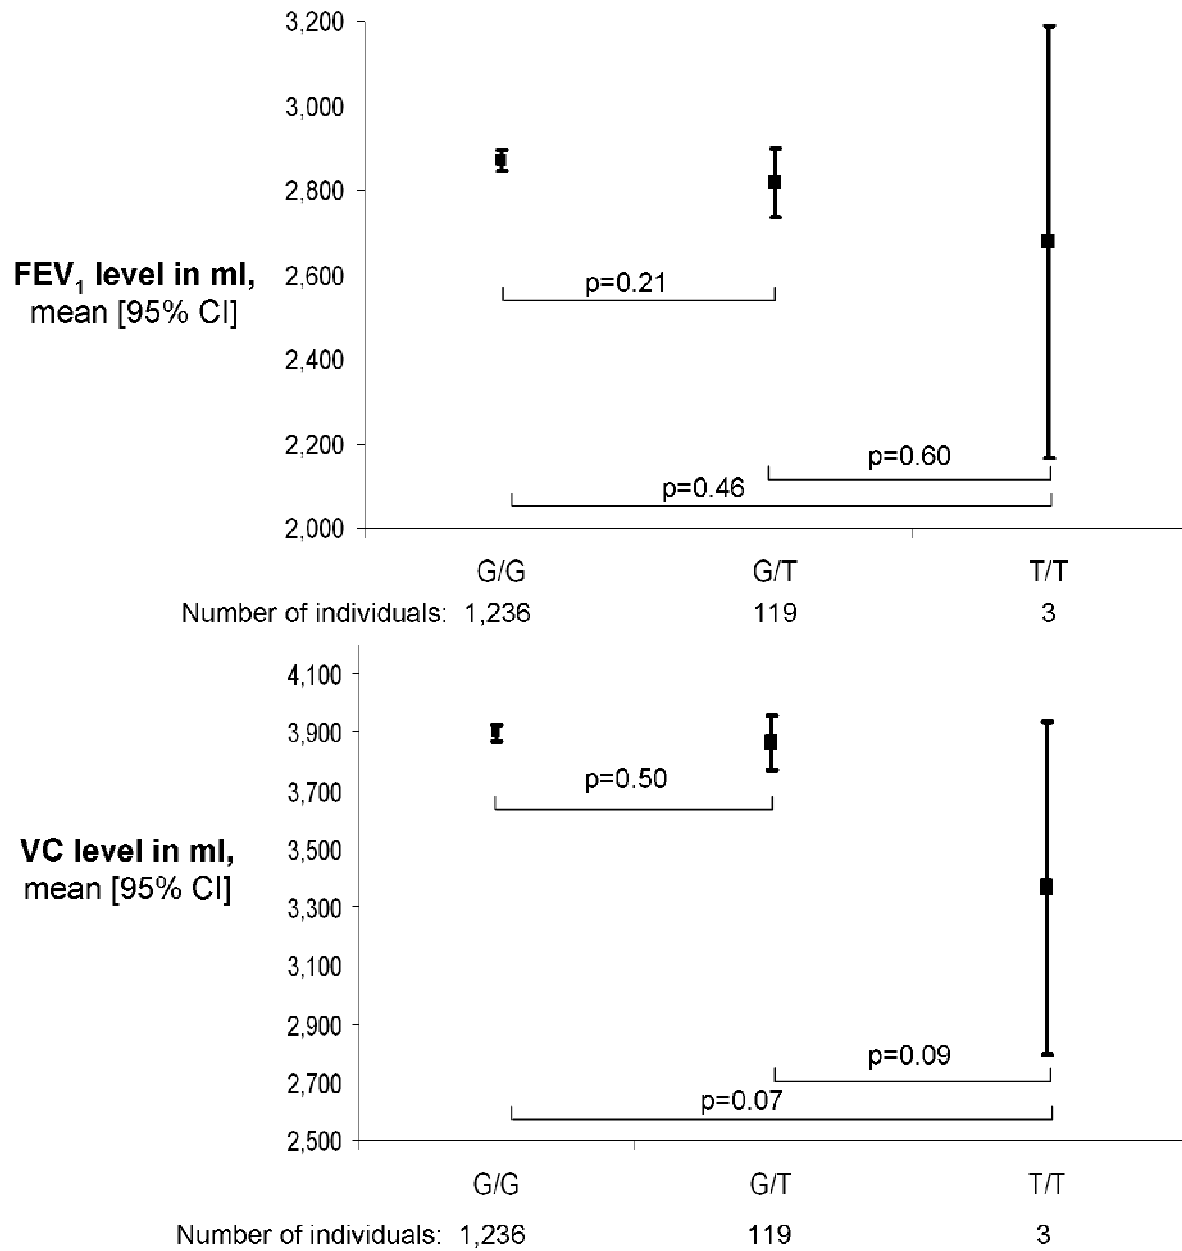 3,200
3,000
2,800
2,600
2,400
2,200
2,000
FEV1 level in ml,
mean [95% CI]
p=0.21
p=0.60
p=0.46
G/G G/T T/T
Number of individuals: 1,236 119 3
4,100
3,900
3,700
3,500
3,300
3,100
2,900
2,700
2,500
VC level in ml,
mean [95% CI]
p=0.50
p=0.09
p=0.07
G/G G/T T/T
Number of individuals: 1,236 119 3